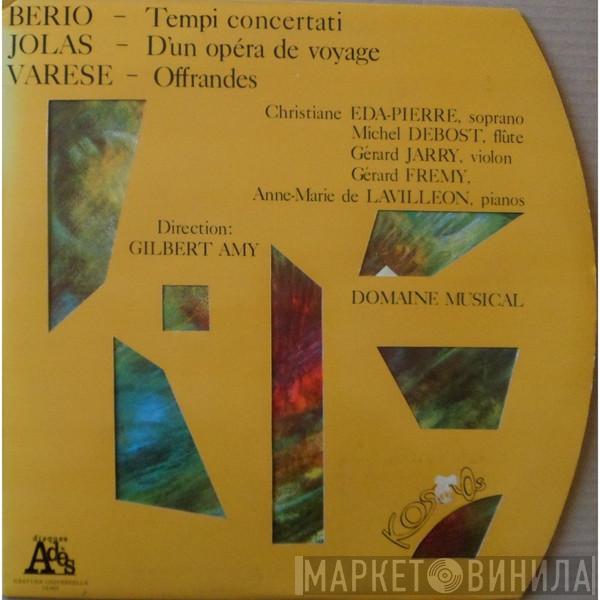 BERIO – Tempi concertati
JOLAS – D'un opéra de voyage
VARESE – Offrandes
Christiane EDA-PIERRE, soprano
Michel DEBOST, flûte
Gérard JARRY, violon
Gérard FREMY,
Anne-Marie de LAVILLEON, pianos
Direction:
GILBERT AMY
DOMAINE MUSICAL
disques
Adès
МАРКЕТ ВИНИЛА